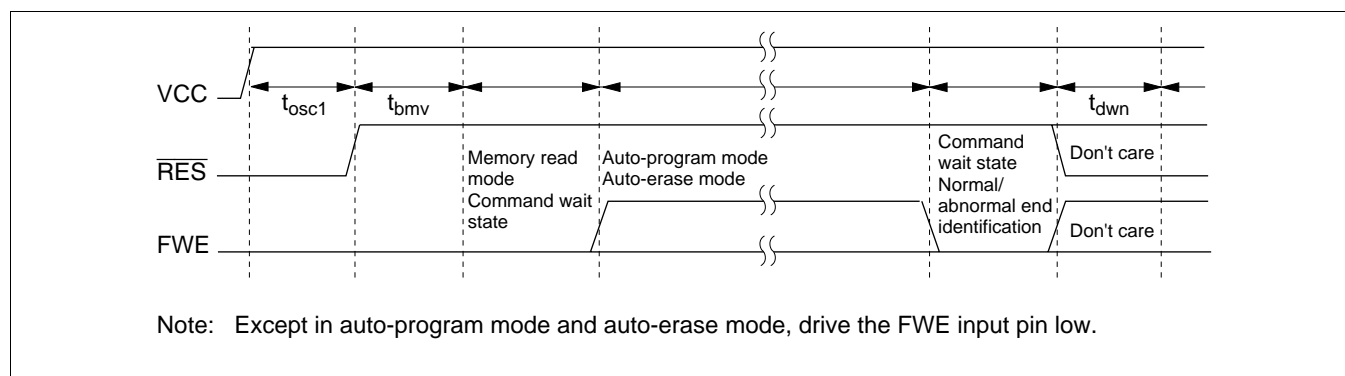 VCC
tosc1
tbmv
tdwn
RES
Memory read
mode
Command wait
state
Auto-program mode
Auto-erase mode
Command
wait state
Normal/
abnormal end
identification
Don't care
FWE
Don't care
Note: Except in auto-program mode and auto-erase mode, drive the FWE input pin low.